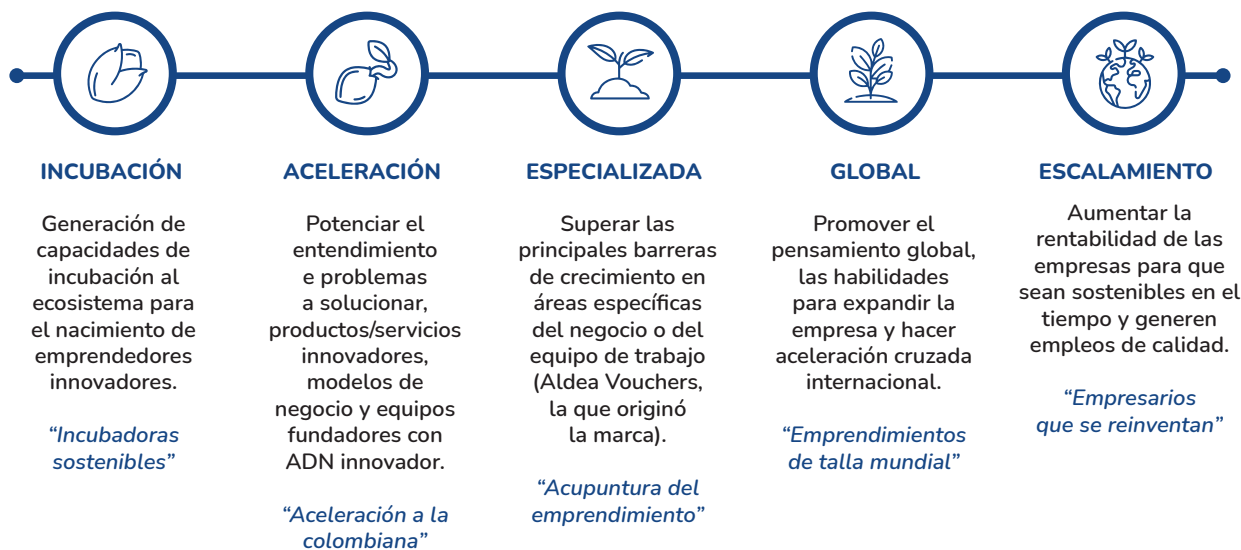 INCUBACIÓN
Generación de
capacidades de
incubación al
ecosistema para
el nacimiento de
emprendedores
innovadores.
“Incubadoras
sostenibles”
ACELERACIÓN
Potenciar el
entendimiento
e problemas
a solucionar,
productos/servicios
innovadores,
modelos de
negocio y equipos
fundadores con
ADN innovador.
“Aceleración a la
colombiana”
ESPECIALIZADA
Superar las
principales barreras
de crecimiento en
áreas específicas
del negocio o del
equipo de trabajo
(Aldea Vouchers,
la que originó
la marca).
“Acupuntura del
emprendimiento”
GLOBAL
Promover el
pensamiento global,
las habilidades
para expandir la
empresa y hacer
aceleración cruzada
internacional.
“Emprendimientos
de talla mundial”
ESCALAMIENTO
Aumentar la
rentabilidad de las
empresas para que
sean sostenibles en el
tiempo y generen
empleos de calidad.
“Empresarios
que se reinventan”